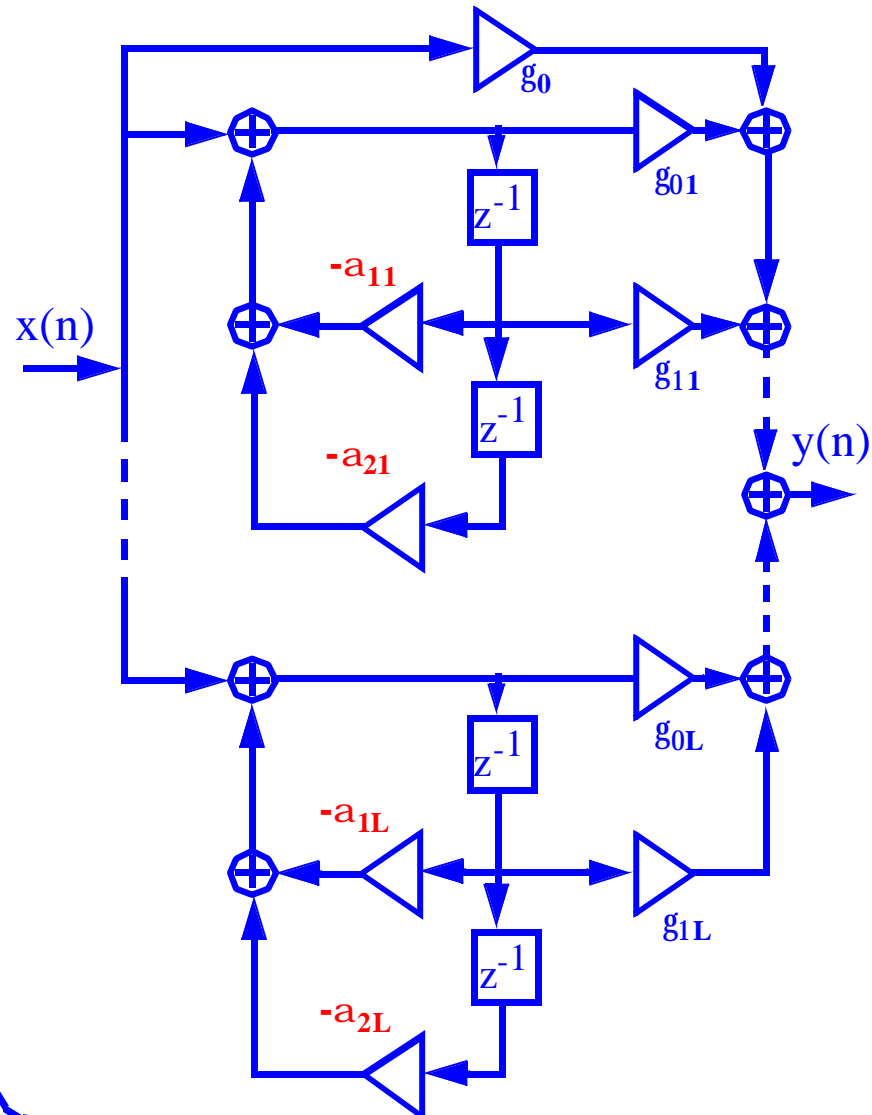 g₀
g₀₁
z⁻¹
-a₁₁
x(n)
g₁₁
z⁻¹
y(n)
-a₂₁
g₀L
z⁻¹
-a₁L
g₁L
z⁻¹
-a₂L